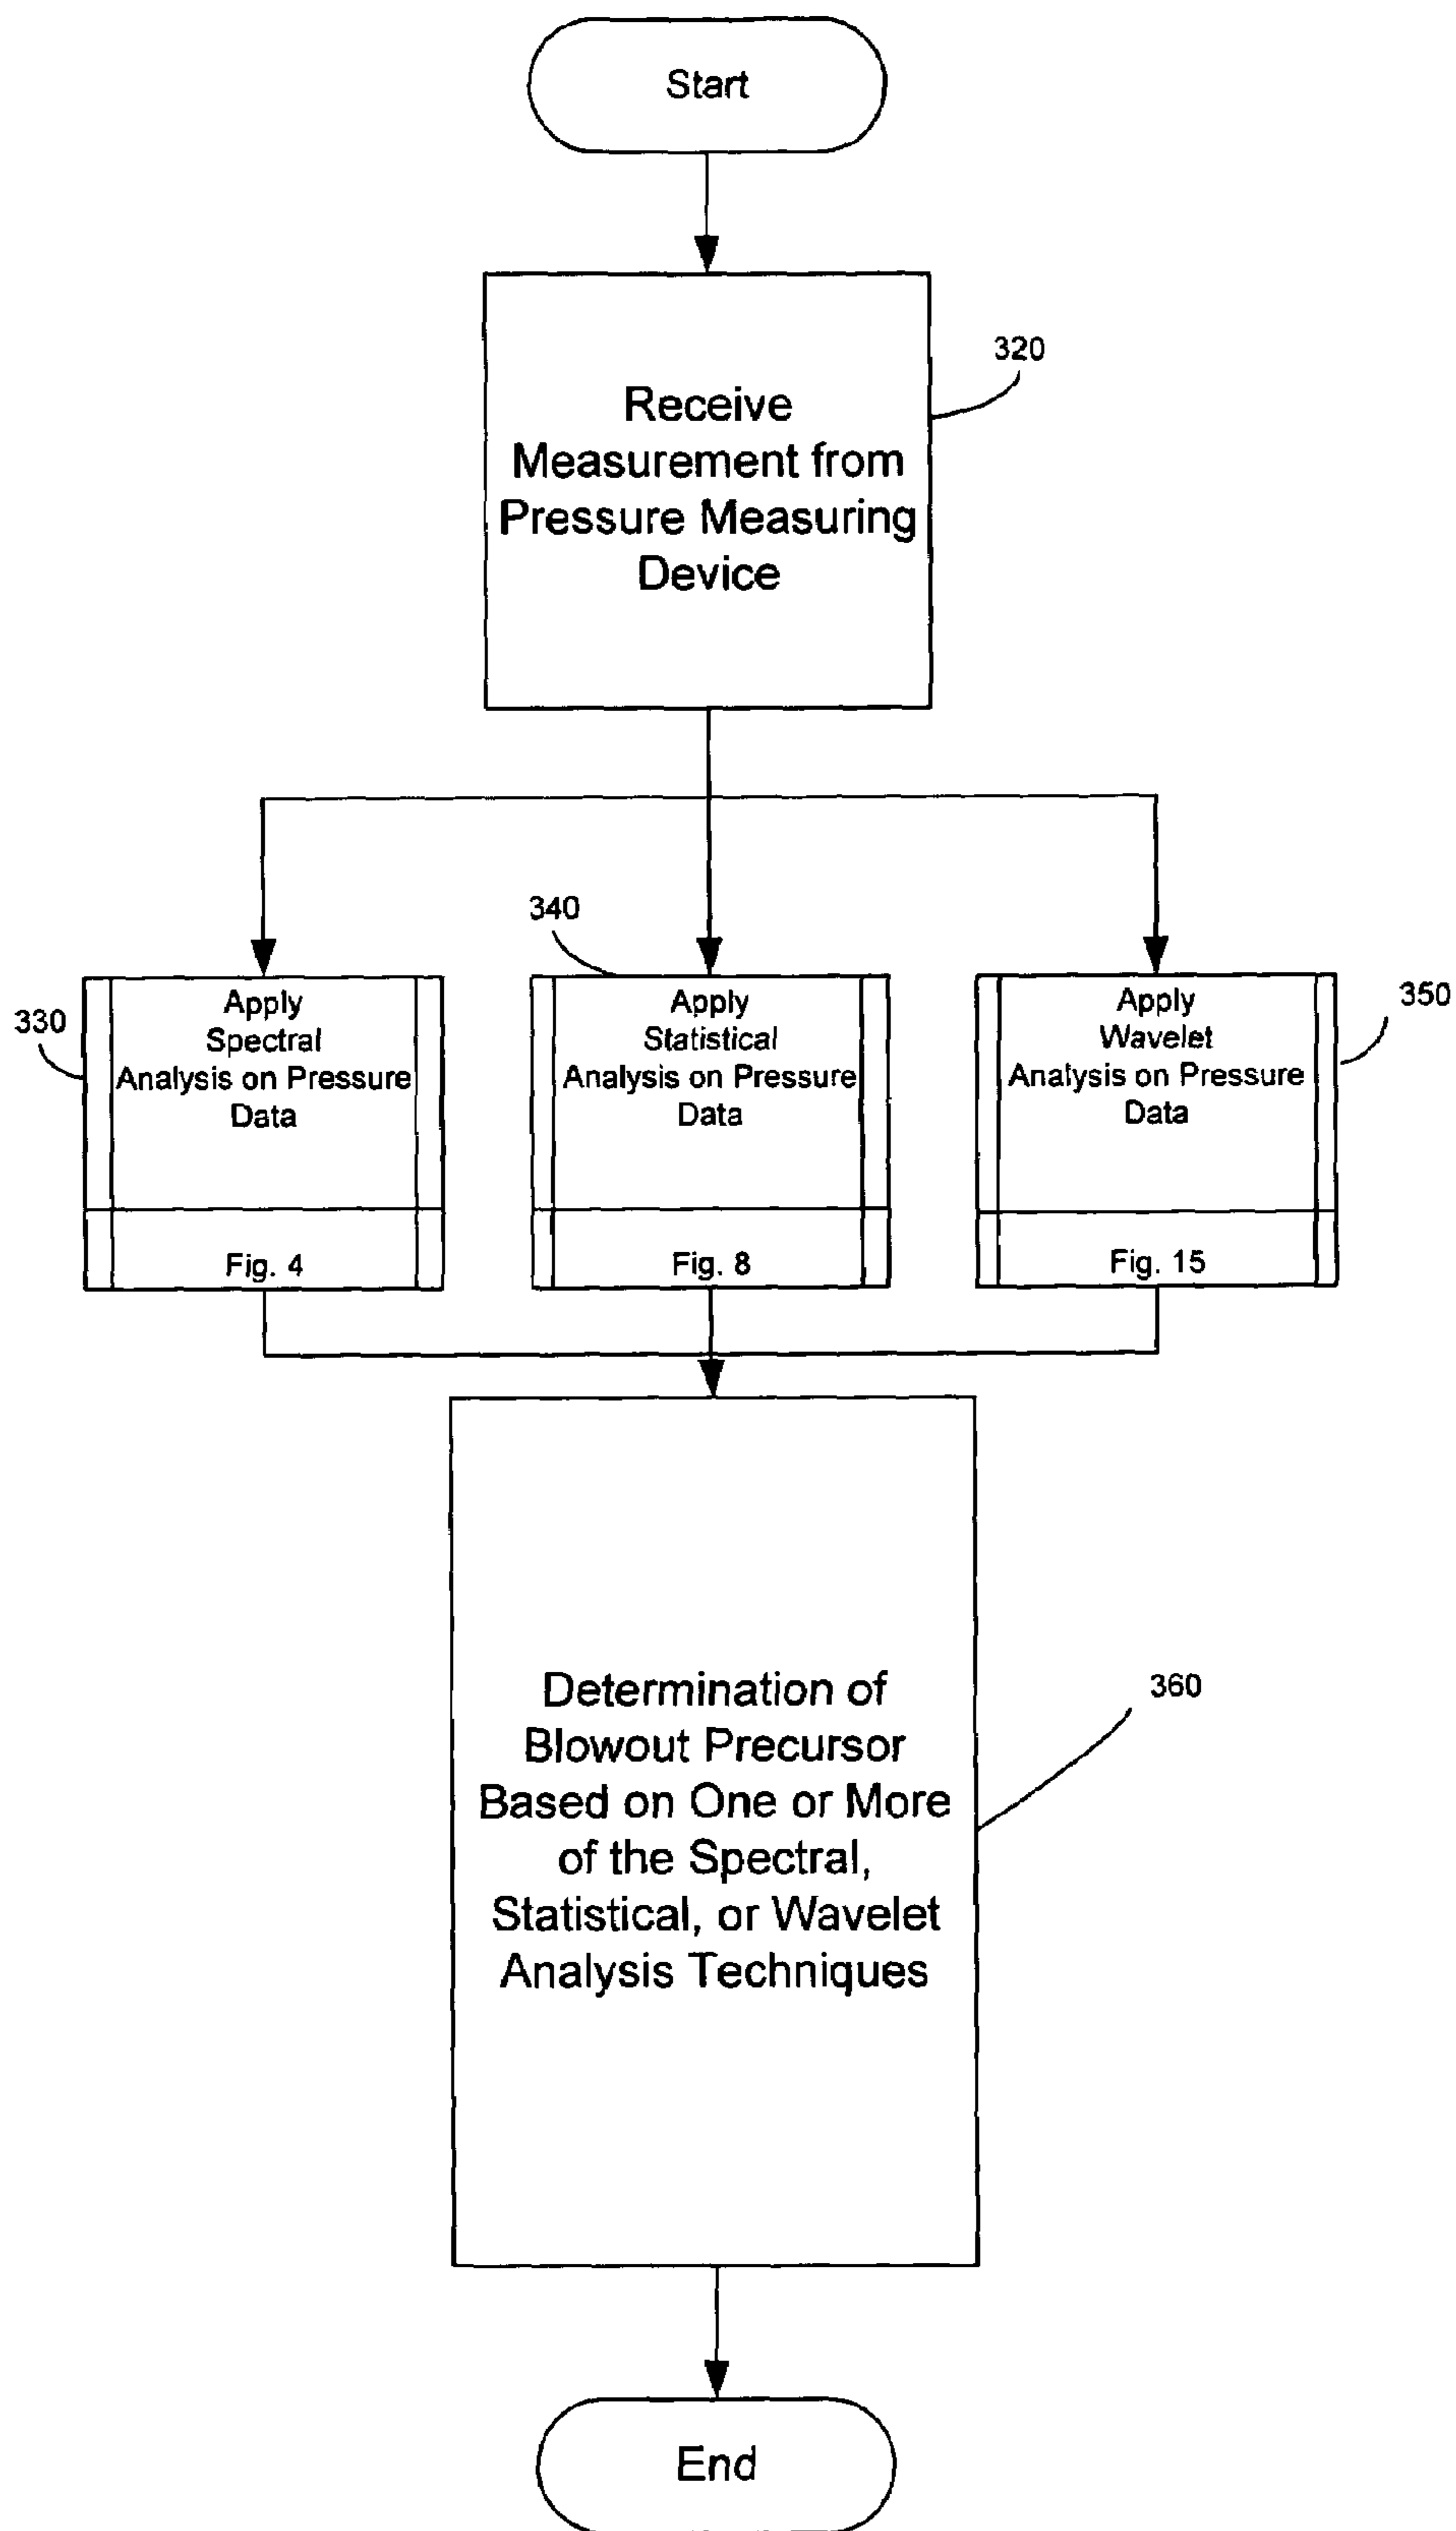 Start
320
Receive
Measurement from
Pressure Measuring
Device
340
330
350
Apply
Spectral
Analysis on Pressure
Data
Fig. 4
Apply
Statistical
Analysis on Pressure
Data
Fig. 8
Apply
Wavelet
Analysis on Pressure
Data
Fig. 15
Determination of
Blowout Precursor
Based on One or More
of the Spectral,
Statistical, or Wavelet
Analysis Techniques
360
End